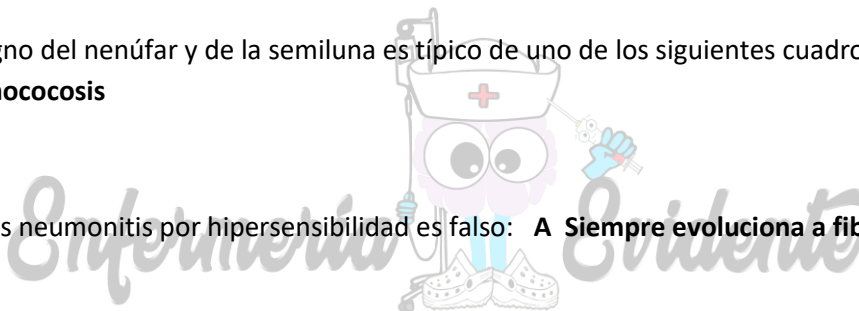 gno del nenúfar y de la semiluna es típico de uno de los siguientes cuadro
nococosis
s neumonitis por hipersensibilidad es falso: A Siempre evoluciona a fib
Enfermería Evidente